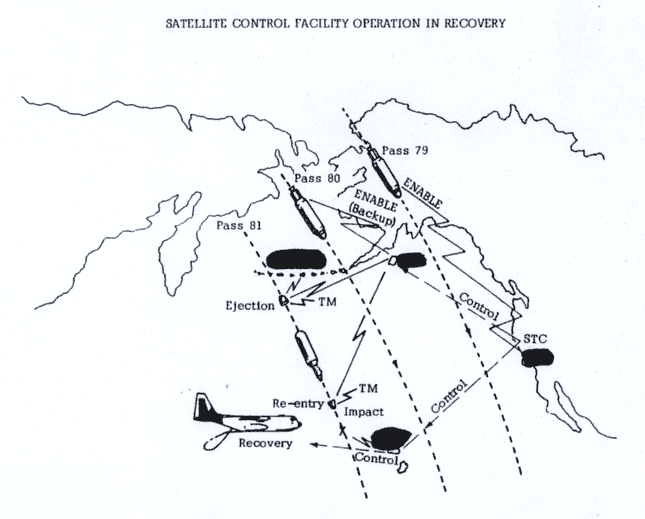 SATELLITE CONTROL FACILITY OPERATION IN RECOVERY
Pass 79
Pass 80
ENABLE
ENABLE
(Backup)
Pass 81
Ejection
TM
Control
STC
TM
Re-entry
Impact
Control
Recovery
Control